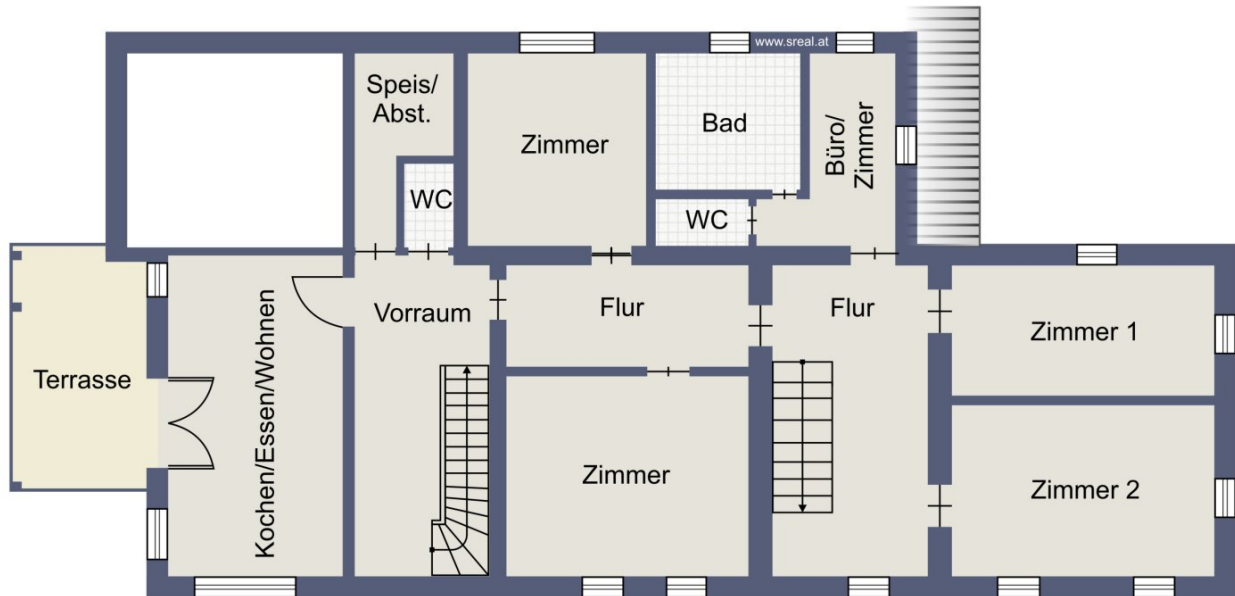 www.sreal.at
Speis/
Abst.
Zimmer
Bad
Büro/
Zimmer
WC
WC
Vorraum
Flur
Flur
Zimmer 1
Terrasse
Kochen/Essen/Wohnen
Zimmer
Zimmer 2